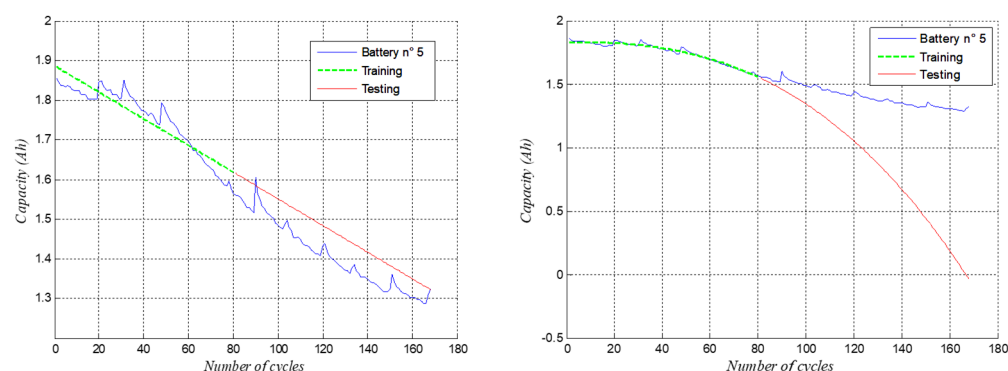 2
1.9
1.8
1.7
1.6
1.5
1.4
1.3
Capacity (Ah)
0 20 40 60 80 100 120 140 160 180
Number of cycles
Battery n° 5
Training
Testing
2
1.5
1
0.5
0
-0.5
Capacity (Ah)
0 20 40 60 80 100 120 140 160 180
Number of cycles
Battery n° 5
Training
Testing